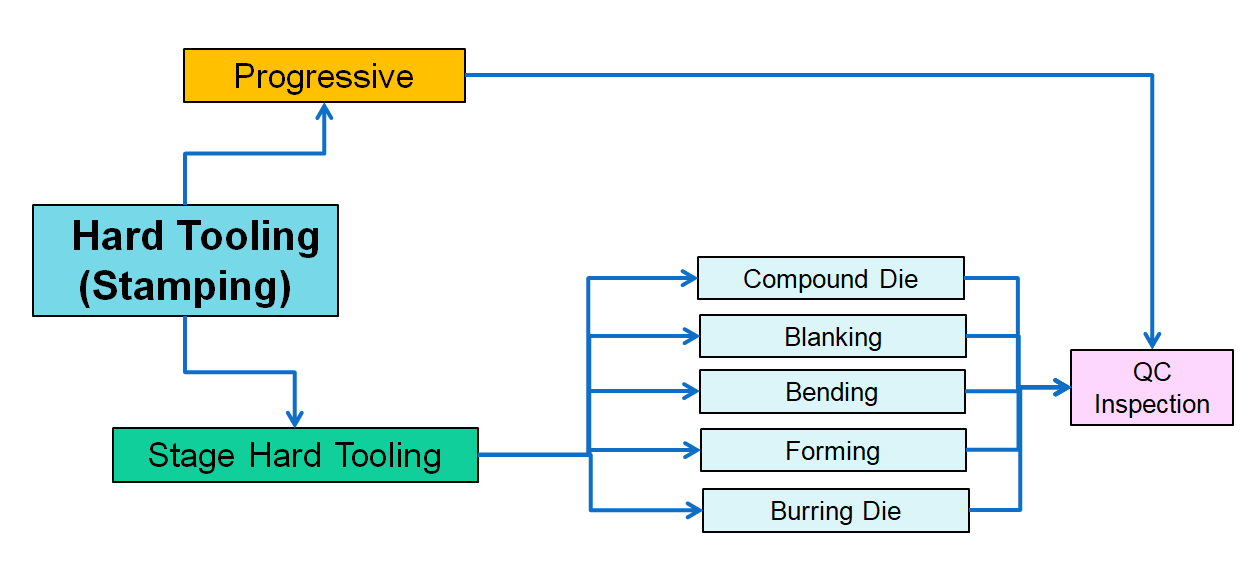 Progressive
Hard Tooling
(Stamping)
Compound Die
Blanking
Bending
QC
Inspection
Stage Hard Tooling
Forming
Burring Die